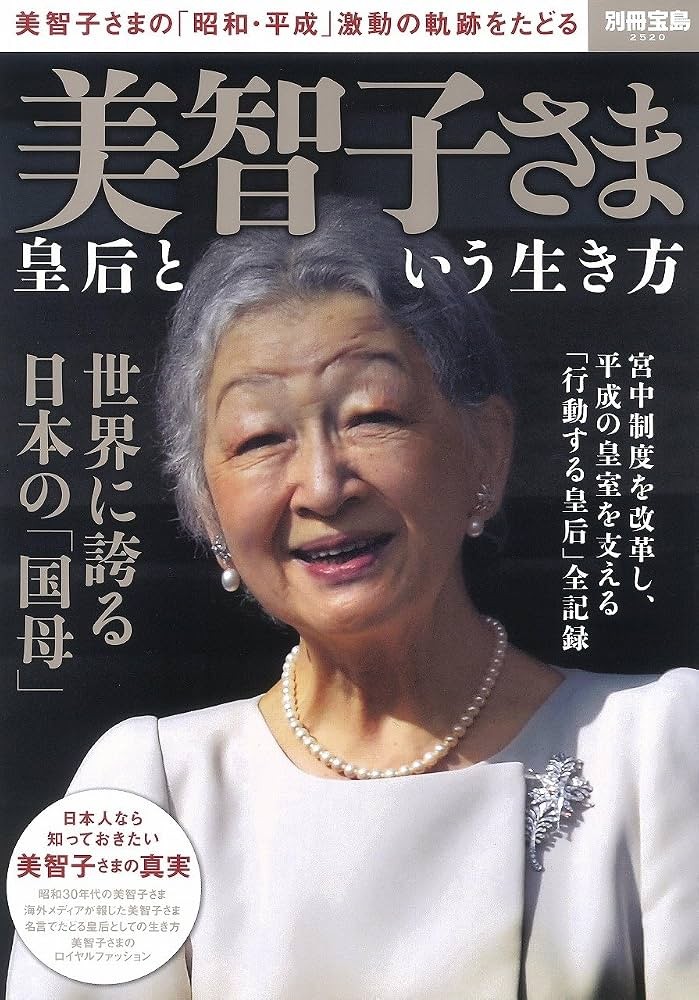 美智子さまの「昭和・平成」激動の軌跡をたどる
別冊宝島
2520
美智子さま
皇后という生き方
世界に誇る
日本の「国母」
宮中制度を改革し、
平成の皇室を支える
「行動する皇后」全記録
日本人なら
知っておきたい
美智子さまの真実
昭和30年代の美智子さま
海外メディアが報じた美智子さま
名言でたどる皇后としての生き方
美智子さまの
ロイヤルファッション